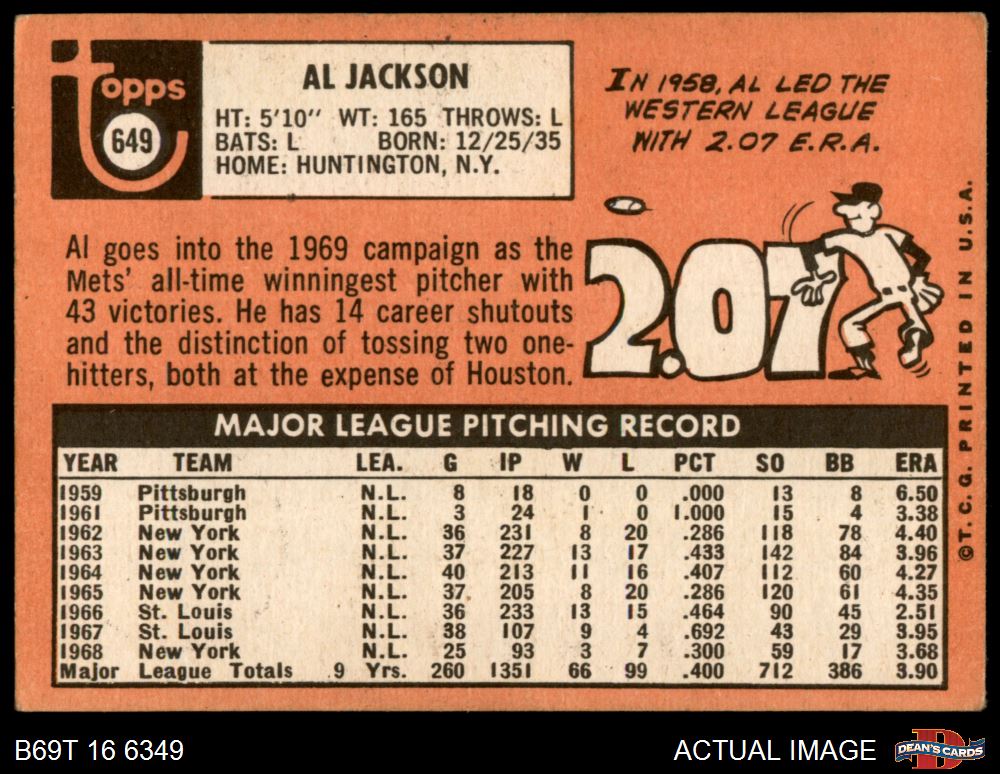 topps
649
AL JACKSON
HT: 5'10" WT: 165 THROWS: L
BATS: L BORN: 12/25/35
HOME: HUNTINGTON, N.Y.
IN 1958, AL LED THE
WESTERN LEAGUE
WITH 2.07 E.R.A.
2.07
Al goes into the 1969 campaign as the
Mets' all-time winningest pitcher with
43 victories. He has 14 career shutouts
and the distinction of tossing two one-
hitters, both at the expense of Houston.
©T.C.G. PRINTED IN U.S.A.
MAJOR LEAGUE PITCHING RECORD
YEAR TEAM LEA. G IP W L PCT SO BB ERA
1959 Pittsburgh N.L. 8 18 0 0 .000 13 8 6.50
1961 Pittsburgh N.L. 3 24 1 0 1.000 15 4 3.38
1962 New York N.L. 36 231 8 20 .286 118 78 4.40
1963 New York N.L. 37 227 13 17 .433 142 84 3.96
1964 New York N.L. 40 213 11 16 .407 112 60 4.27
1965 New York N.L. 37 205 8 20 .286 120 61 4.35
1966 St. Louis N.L. 36 233 13 15 .464 90 45 2.51
1967 St. Louis N.L. 38 107 9 4 .692 43 29 3.95
1968 New York N.L. 25 93 3 7 .300 59 17 3.68
Major League Totals 9 Yrs. 260 1351 66 99 .400 712 386 3.90
B69T 16 6349
ACTUAL IMAGE
DEAN'S CARDS